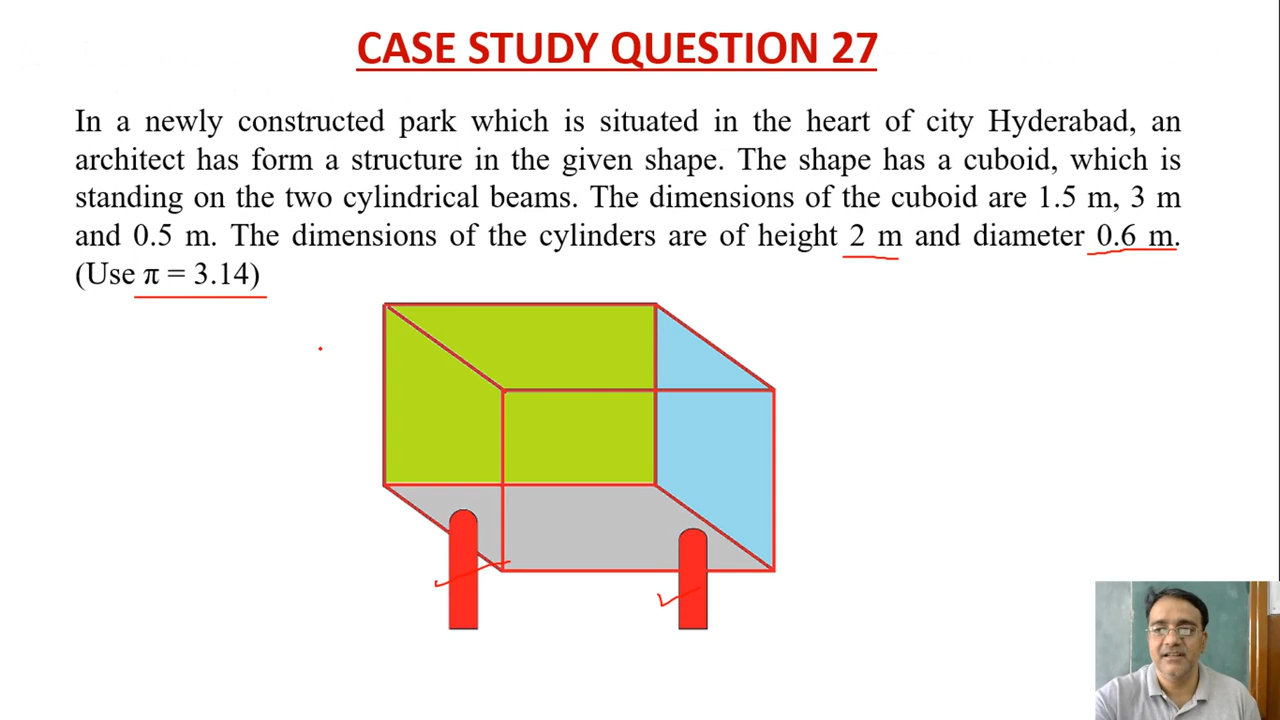 CASE STUDY QUESTION 27
In a newly constructed park which is situated in the heart of city Hyderabad, an
architect has form a structure in the given shape. The shape has a cuboid, which is
standing on the two cylindrical beams. The dimensions of the cuboid are 1.5 m, 3 m
and 0.5 m. The dimensions of the cylinders are of height 2 m and diameter 0.6 m.
(Use π = 3.14)